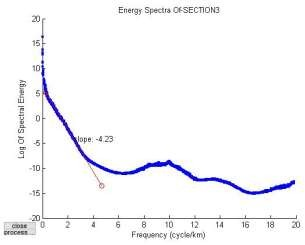 Energy Spectra Of-SECTION3
Log Of Spectral Energy
20
15
10
5
0
-5
-10
-15
-20
slope: -4.23
0 2 4 6 8 10 12 14 16 18 20
Frequency (cycle/km)
close
process